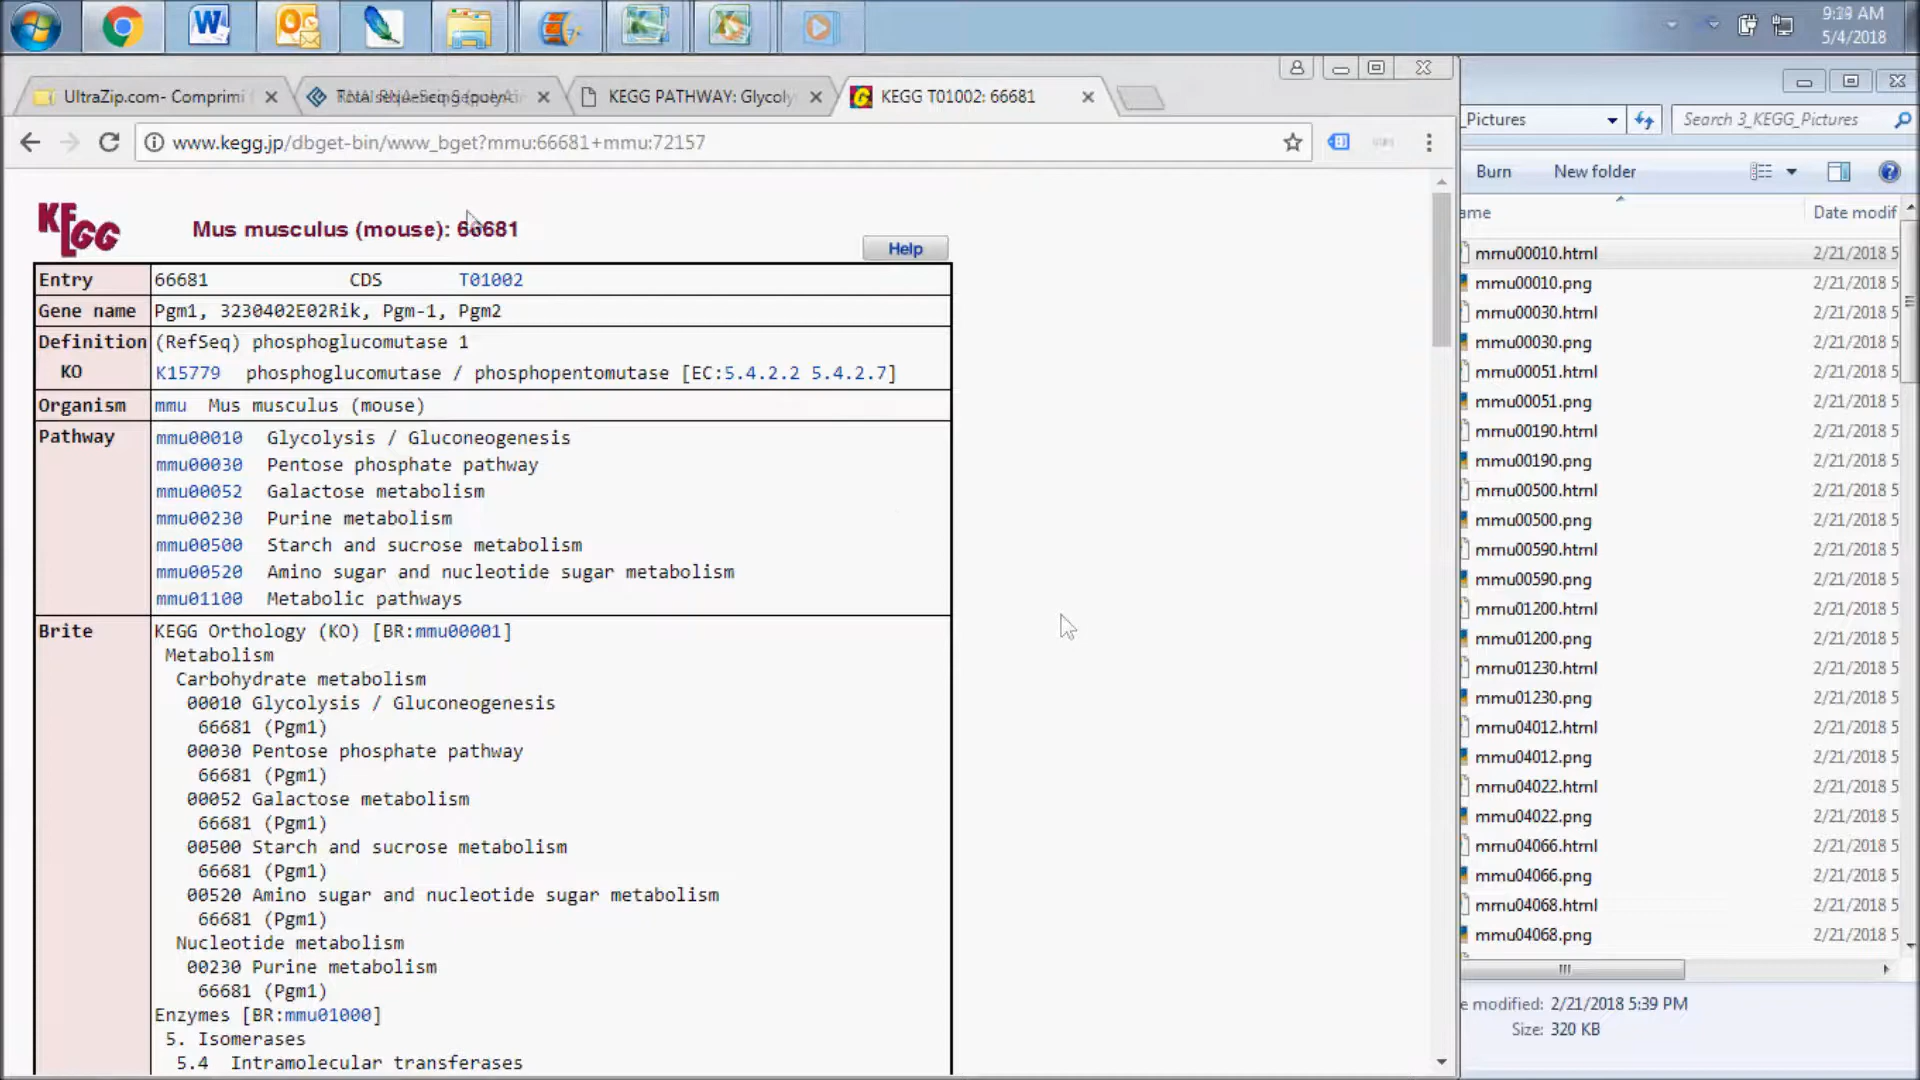 9:39 AM
5/4/2018
UltraZip.com- Comprimi
KEGG PATHWAY: Glycoly
KEGG T01002: 66681
www.kegg.jp/dbget-bin/www_bget?mmu:66681+mmu:72157
_Pictures
Search 3_KEGG_Pictures
Burn
New folder
ame
Date modif
KEGG
Mus musculus (mouse): 66681
Help
Entry 66681 CDS T01002
Gene name Pgm1, 3230402E02Rik, Pgm-1, Pgm2
Definition (RefSeq) phosphoglucomutase 1
KO K15779 phosphoglucomutase / phosphopentomutase [EC:5.4.2.2 5.4.2.7]
Organism mmu Mus musculus (mouse)
Pathway mmu00010 Glycolysis / Gluconeogenesis
mmu00030 Pentose phosphate pathway
mmu00052 Galactose metabolism
mmu00230 Purine metabolism
mmu00500 Starch and sucrose metabolism
mmu00520 Amino sugar and nucleotide sugar metabolism
mmu01100 Metabolic pathways
Brite KEGG Orthology (KO) [BR:mmu00001]
Metabolism
Carbohydrate metabolism
00010 Glycolysis / Gluconeogenesis
66681 (Pgm1)
00030 Pentose phosphate pathway
66681 (Pgm1)
00052 Galactose metabolism
66681 (Pgm1)
00500 Starch and sucrose metabolism
66681 (Pgm1)
00520 Amino sugar and nucleotide sugar metabolism
66681 (Pgm1)
Nucleotide metabolism
00230 Purine metabolism
66681 (Pgm1)
Enzymes [BR:mmu01000]
5. Isomerases
5.4 Intramolecular transferases
mmu00010.html 2/21/2018 5
mmu00010.png 2/21/2018 5
mmu00030.html 2/21/2018 5
mmu00030.png 2/21/2018 5
mmu00051.html 2/21/2018 5
mmu00051.png 2/21/2018 5
mmu00190.html 2/21/2018 5
mmu00190.png 2/21/2018 5
mmu00500.html 2/21/2018 5
mmu00500.png 2/21/2018 5
mmu00590.html 2/21/2018 5
mmu00590.png 2/21/2018 5
mmu01200.html 2/21/2018 5
mmu01200.png 2/21/2018 5
mmu01230.html 2/21/2018 5
mmu01230.png 2/21/2018 5
mmu04012.html 2/21/2018 5
mmu04012.png 2/21/2018 5
mmu04022.html 2/21/2018 5
mmu04022.png 2/21/2018 5
mmu04066.html 2/21/2018 5
mmu04066.png 2/21/2018 5
mmu04068.html 2/21/2018 5
mmu04068.png 2/21/2018 5
e modified: 2/21/2018 5:39 PM
Size: 320 KB